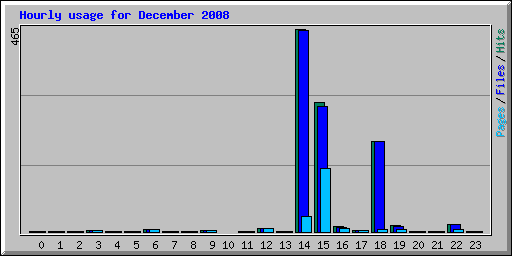 Hourly usage for December 2008
465
Pages/Files/Hits
0 1 2 3 4 5 6 7 8 9 10 11 12 13 14 15 16 17 18 19 20 21 22 23